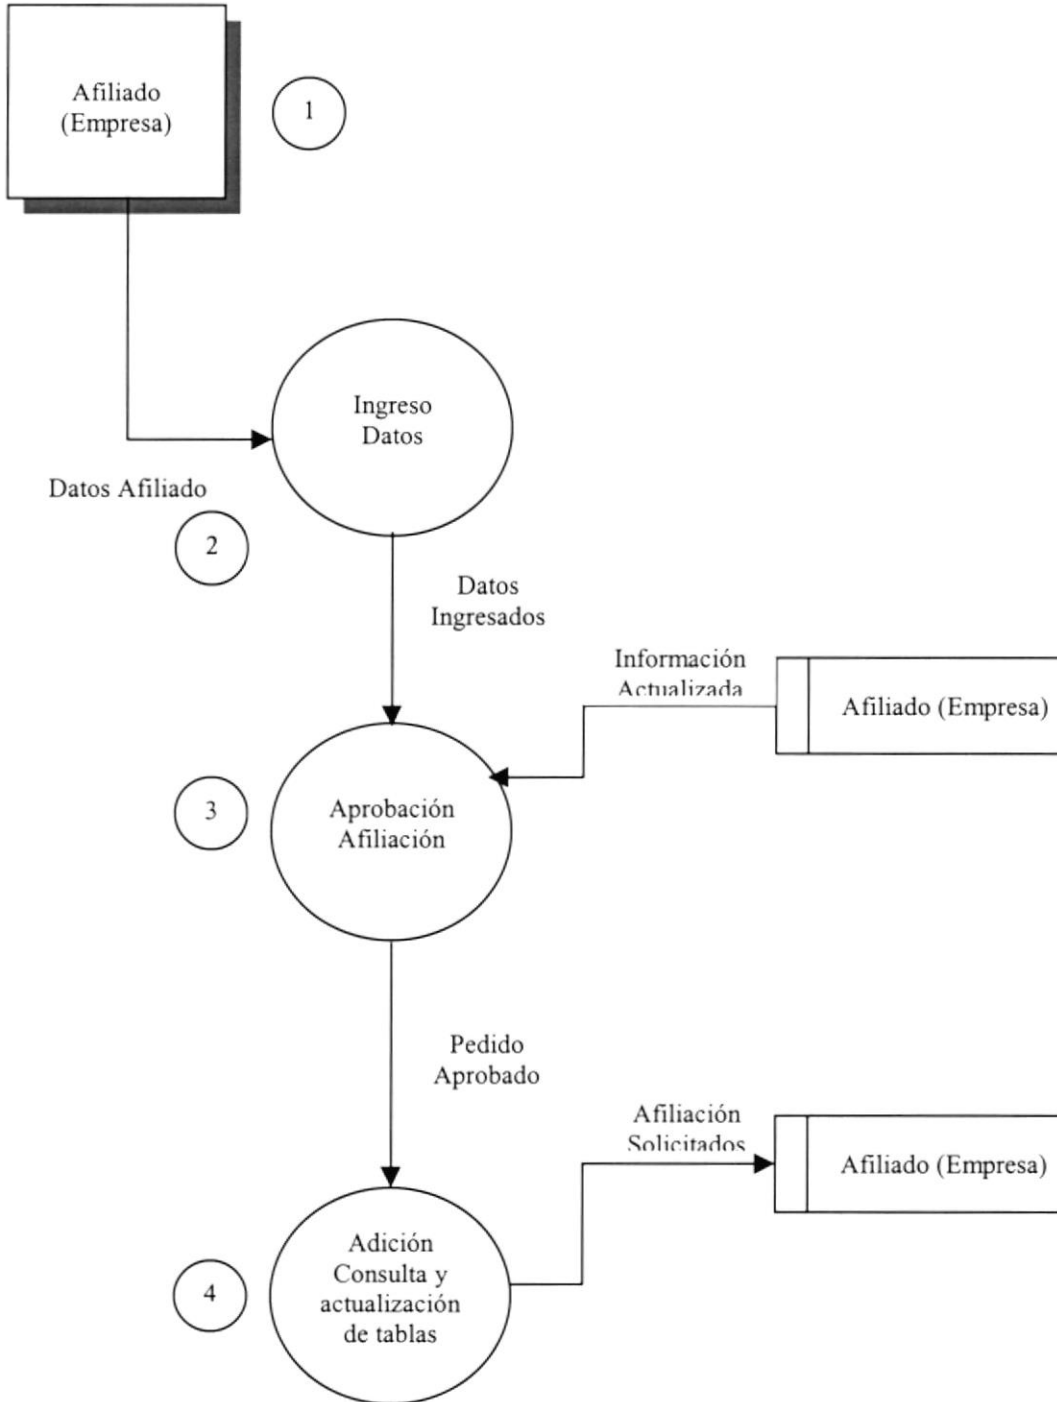 Afiliado
(Empresa)
1
Ingreso
Datos
Datos Afiliado
2
Datos
Ingresados
Información
Actualizada
Afiliado (Empresa)
3
Aprobación
Afiliación
Pedido
Aprobado
Afiliación
Solicitados
Afiliado (Empresa)
4
Adición
Consulta y
actualización
de tablas